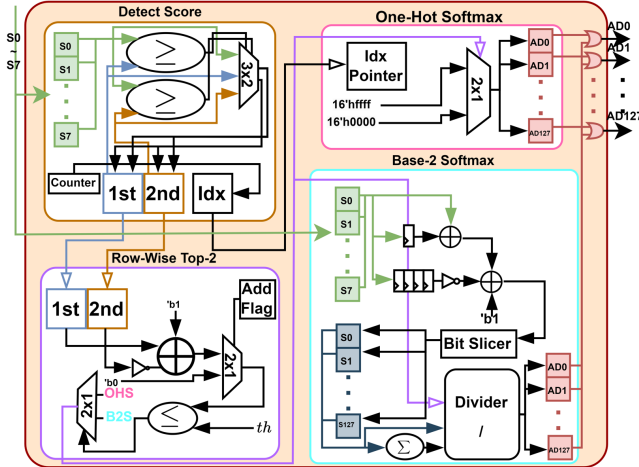 Detect Score
S0
~
S7
S0
S1
S7
≥
≥
3x2
Counter
1st
2nd
Idx
One-Hot Softmax
Idx
Pointer
16'hffff
16'h0000
2x1
AD0
AD1
AD127
AD0
AD1
AD127
Row-Wise Top-2
1st
2nd
'b1
Add
Flag
2x1
'b0
OHS
B2S
2x1
≤
th
Base-2 Softmax
S0
S1
S7
'b1
Bit Slicer
S0
S1
S127
Σ
Divider
/
AD0
AD1
AD127